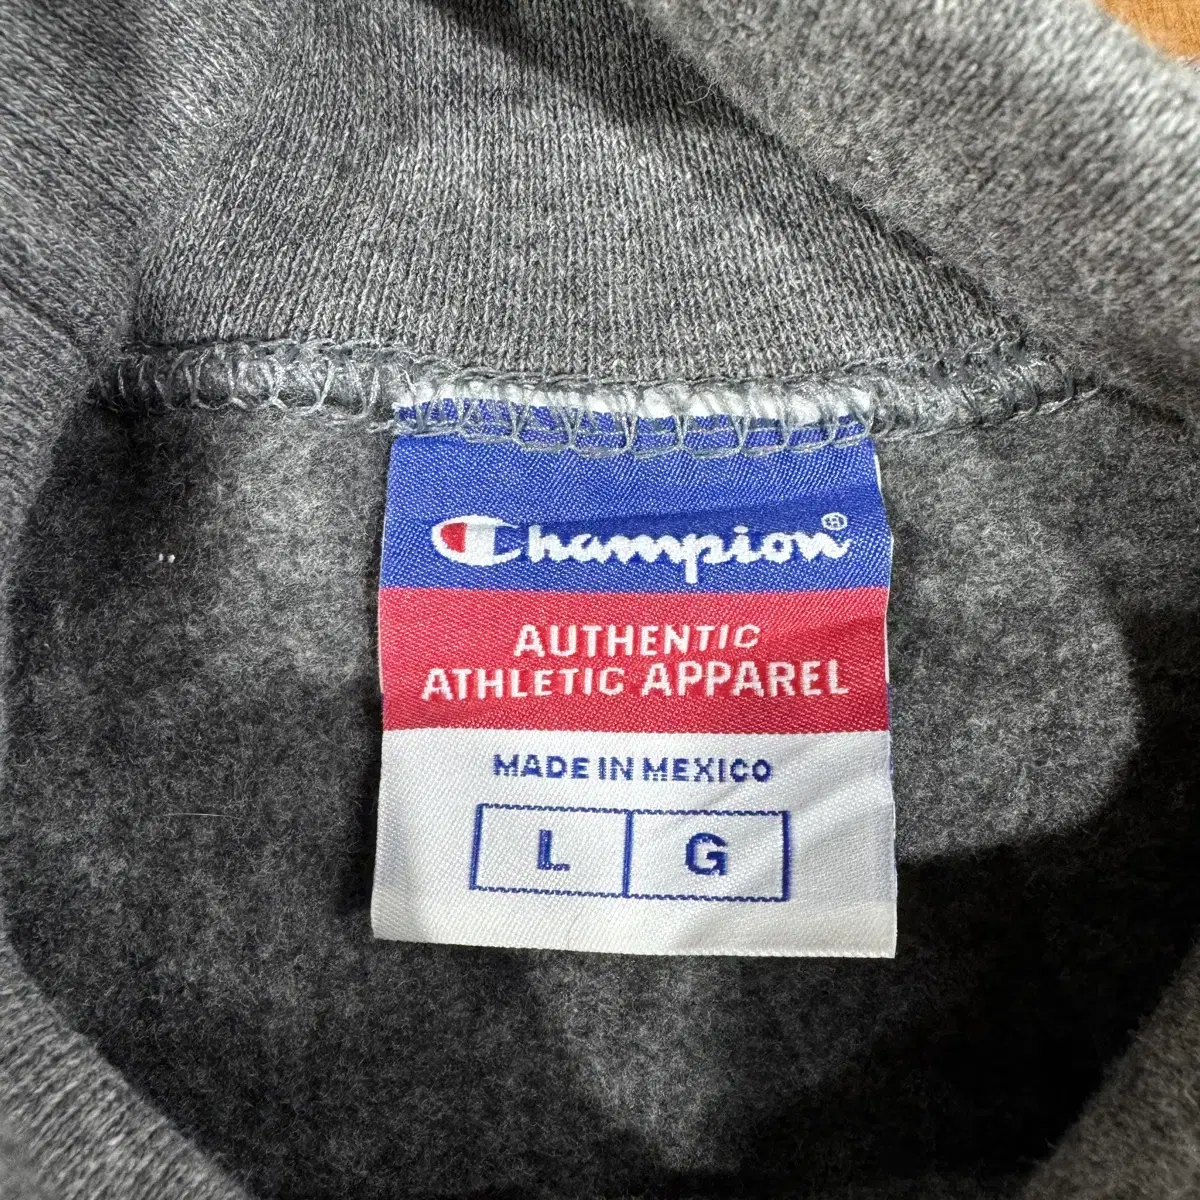 Champion®
AUTHENTIC
ATHLETIC APPAREL
MADE IN MEXICO
L G